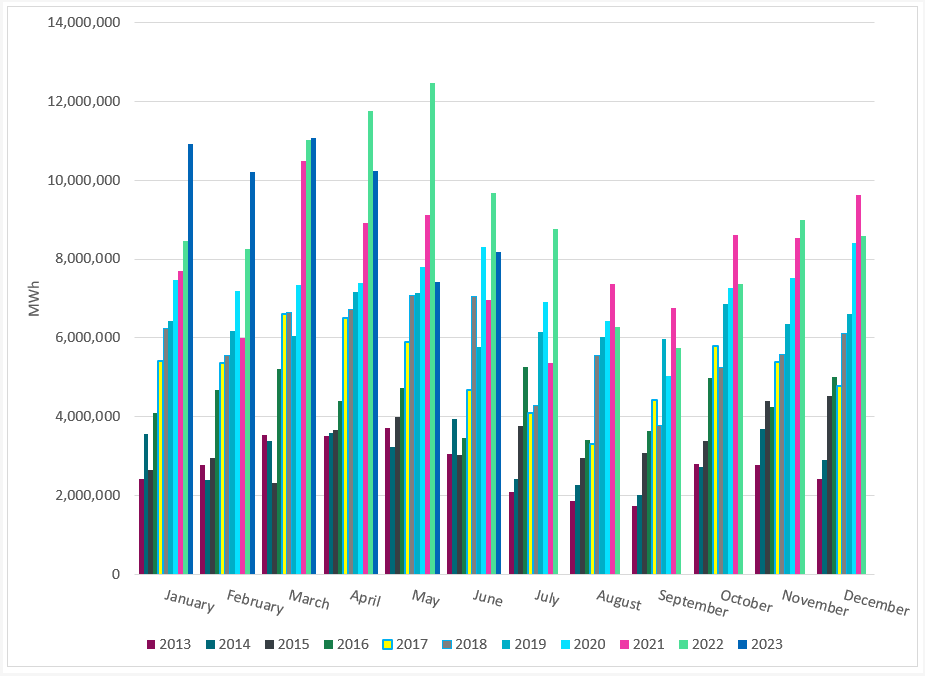 14,000,000
12,000,000
10,000,000
8,000,000
6,000,000
4,000,000
2,000,000
0
MWh
January February March April May June July August September October November December
2013 2014 2015 2016 2017 2018 2019 2020 2021 2022 2023